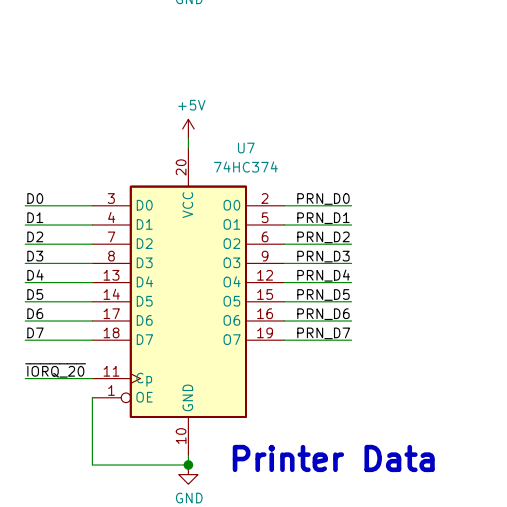 GND
+5V
U7
74HC374
20
VCC
D0 3 D0 O0 2 PRN_D0
D1 4 D1 O1 5 PRN_D1
D2 7 D2 O2 6 PRN_D2
D3 8 D3 O3 9 PRN_D3
D4 13 D4 O4 12 PRN_D4
D5 14 D5 O5 15 PRN_D5
D6 17 D6 O6 16 PRN_D6
D7 18 D7 O7 19 PRN_D7
IORQ_20 11 Cp
1 OE
GND
10
Printer Data
GND